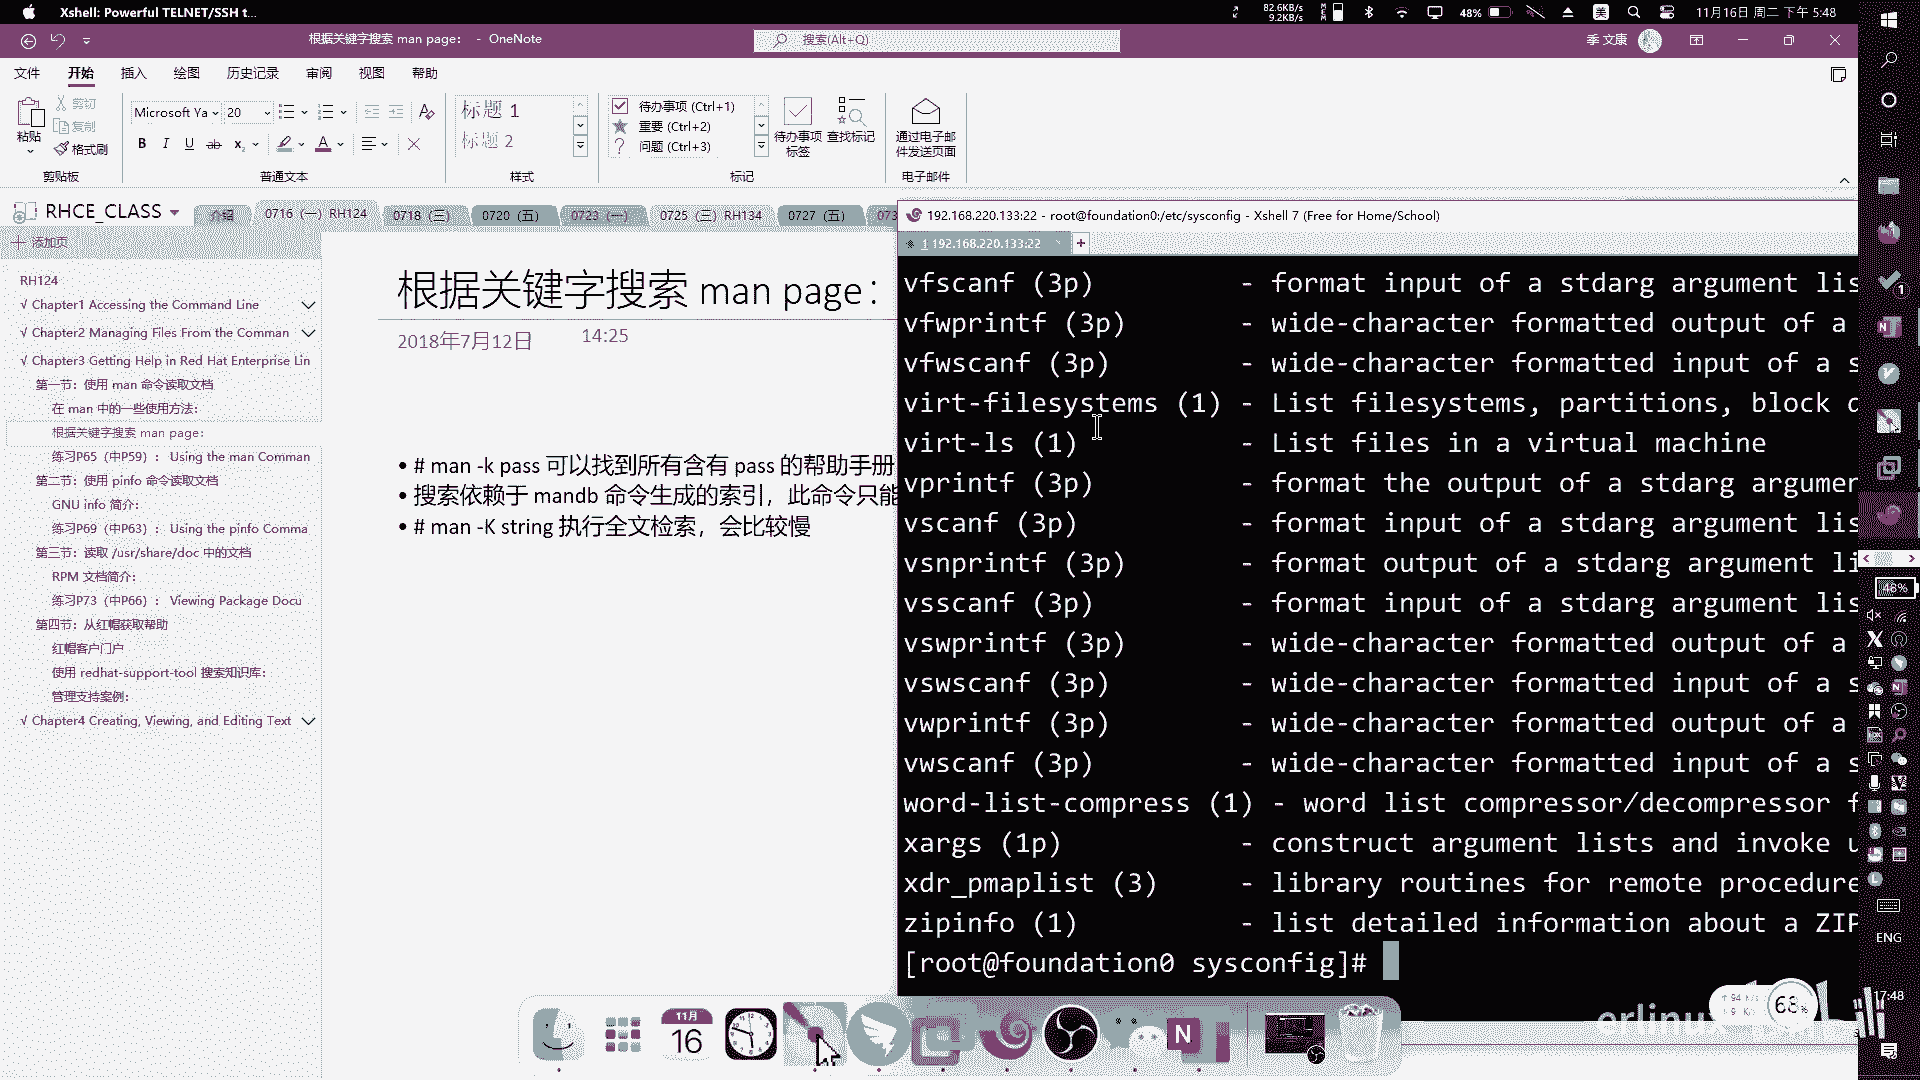 Xshell: Powerful TELNET/SSH t...
82.6KB/s
9.2KB/s
48%
美
11月16日 周二 下午 5:48
根据关键字搜索 man page： - OneNote
搜索(Alt+Q)
季 文康
文件 开始 插入 绘图 历史记录 审阅 视图 帮助
粘贴
剪切
复制
格式刷
剪贴板
Microsoft Ya 20
B I U ab x
普通文本
标题 1
标题 2
样式
待办事项 (Ctrl+1)
重要 (Ctrl+2)
问题 (Ctrl+3)
待办事项标签
查找标记
标记
通过电子邮件发送页面
电子邮件
RHCE_CLASS
介绍
0716（一）RH124
0718（三）
0720（五）
0723（一）
0725（三）RH134
0727（五）
073
添加页
RH124
√ Chapter1 Accessing the Command Line
√ Chapter2 Managing Files From the Comman
√ Chapter3 Getting Help in Red Hat Enterprise Lin
第一节：使用 man 命令读取文档
在 man 中的一些使用方法：
根据关键字搜索 man page：
练习P65（中P59）： Using the man Comman
第二节：使用 pinfo 命令读取文档
GNU info 简介：
练习P69（中P63）： Using the pinfo Comma
第三节：读取 /usr/share/doc 中的文档
RPM 文档简介：
练习P73（中P66）： Viewing Package Docu
第四节：从红帽获取帮助
红帽客户门户
使用 redhat-support-tool 搜索知识库：
管理支持案例：
√ Chapter4 Creating, Viewing, and Editing Text
根据关键字搜索 man page：
2018年7月12日 14:25
• # man -k pass 可以找到所有含有 pass 的帮助手册
• 搜索依赖于 mandb 命令生成的索引，此命令只能
• # man -K string 执行全文检索，会比较慢
192.168.220.133:22 - root@foundation0:/etc/sysconfig - Xshell 7 (Free for Home/School)
1 192.168.220.133:22
vfscanf (3p) - format input of a stdarg argument lis
vfwprintf (3p) - wide-character formatted output of a
vfwscanf (3p) - wide-character formatted input of a s
virt-filesystems (1) - List filesystems, partitions, block d
virt-ls (1) - List files in a virtual machine
vprintf (3p) - format the output of a stdarg argumen
vscanf (3p) - format input of a stdarg argument lis
vsnprintf (3p) - format output of a stdarg argument li
vsscanf (3p) - format input of a stdarg argument lis
vswprintf (3p) - wide-character formatted output of a
vswscanf (3p) - wide-character formatted input of a s
vwprintf (3p) - wide-character formatted output of a
vwscanf (3p) - wide-character formatted input of a s
word-list-compress (1) - word list compressor/decompressor f
xargs (1p) - construct argument lists and invoke u
xdr_pmaplist (3) - library routines for remote procedure
zipinfo (1) - list detailed information about a ZIP
[root@foundation0 sysconfig]#
ENG
17:48
68%
11月
16
erlinux